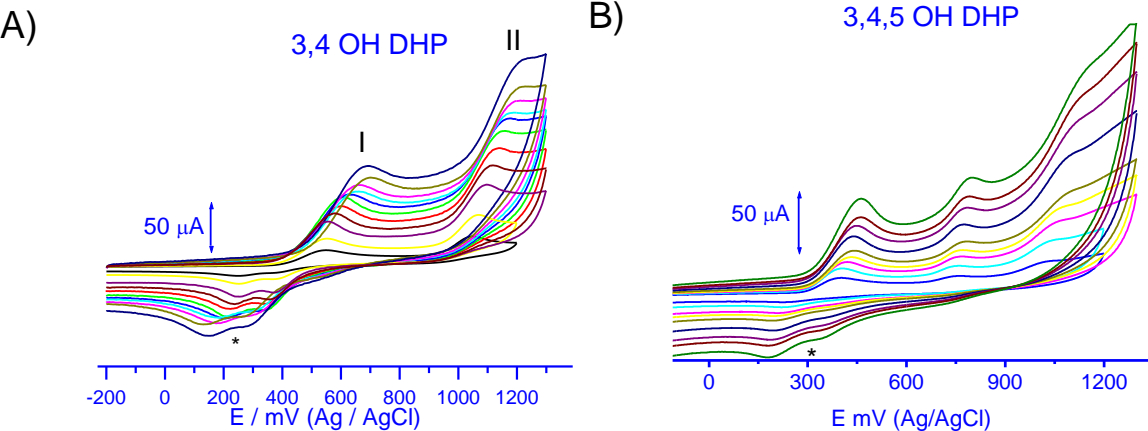 A)
3,4 OH DHP
II
I
50 μA
*
-200 0 200 400 600 800 1000 1200
E / mV (Ag / AgCl)
B)
3,4,5 OH DHP
50 μA
*
0 300 600 900 1200
E mV (Ag/AgCl)